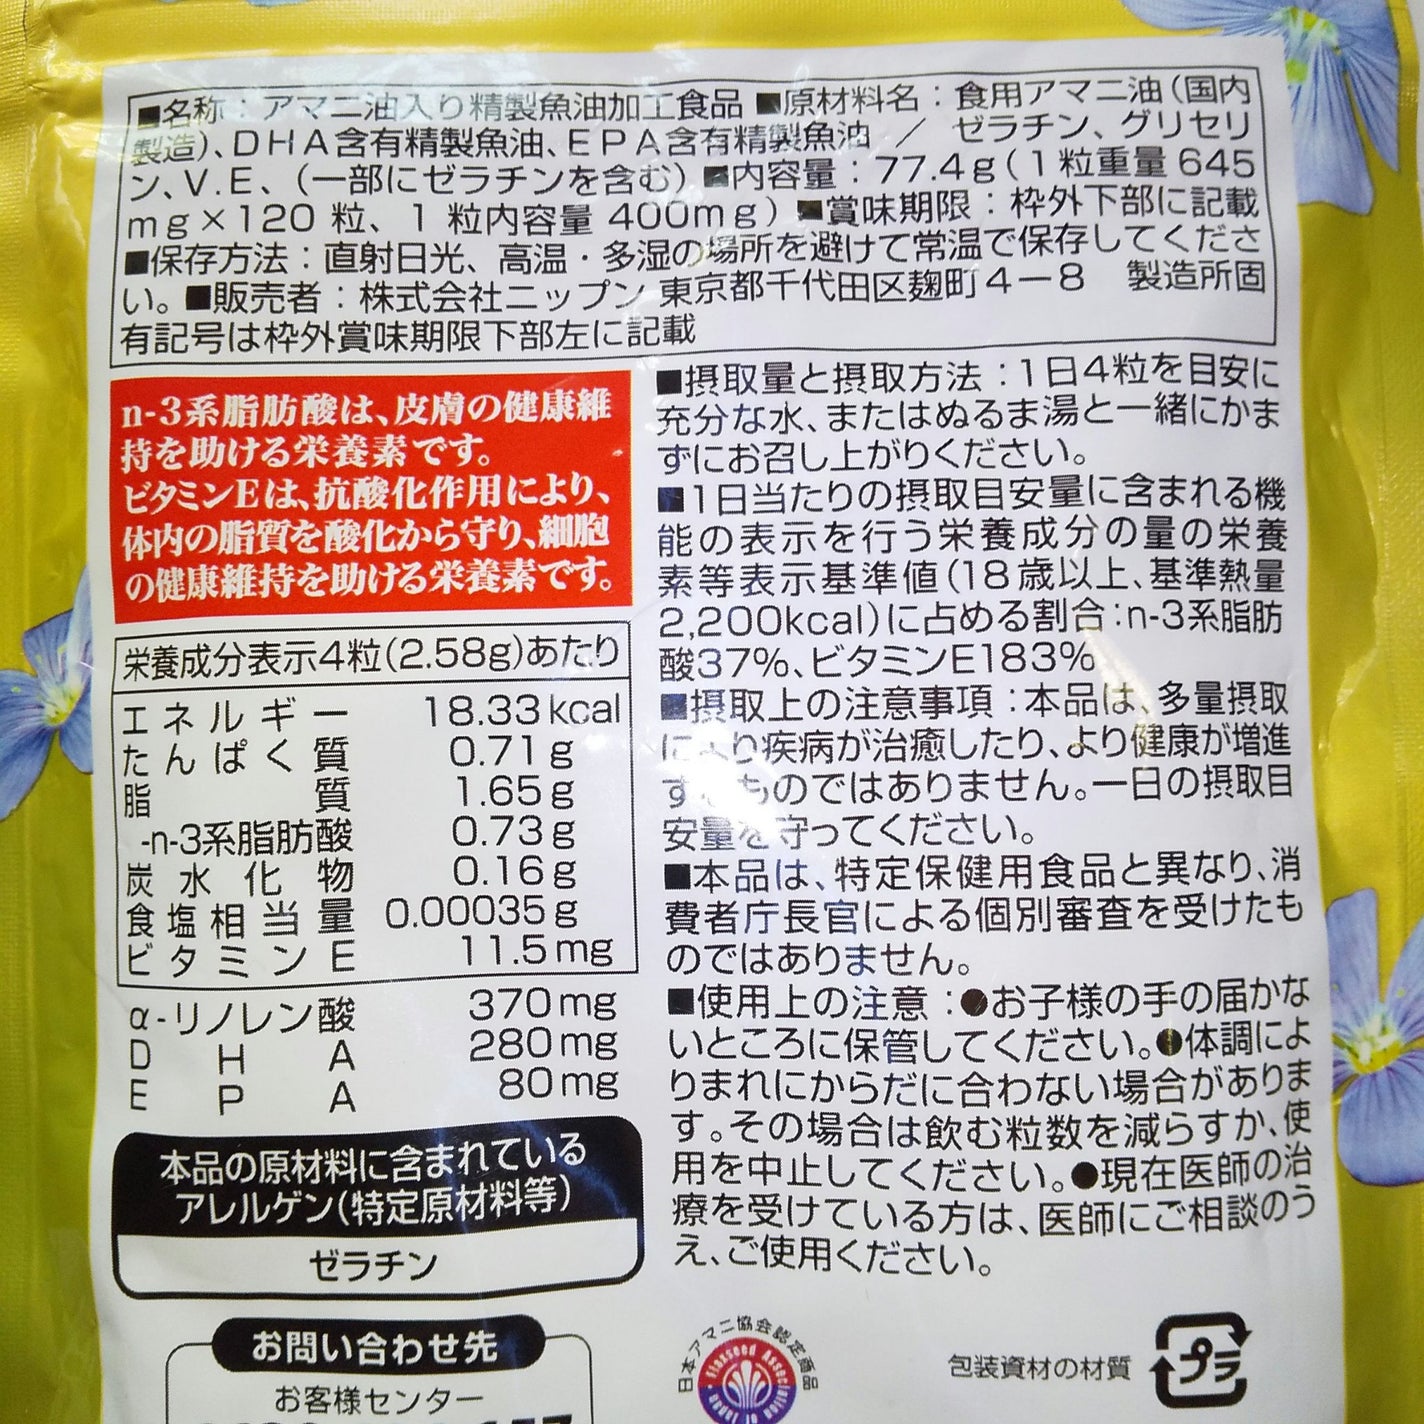 ■名称：アマニ油入り精製魚油加工食品 ■原材料名：食用アマニ油（国内
製造）、DHA含有精製魚油、EPA含有精製魚油 ／ ゼラチン、グリセリ
ン、V.E、（一部にゼラチンを含む）■内容量：77.4g（1粒重量 645
mg×120 粒、1 粒内容量 400mg）■賞味期限：枠外下部に記載
■保存方法：直射日光、高温・多湿の場所を避けて常温で保存してくださ
い。■販売者：株式会社ニップン 東京都千代田区麹町4－8 製造所固
有記号は枠外賞味期限下部左に記載
n-3系脂肪酸は、皮膚の健康維
持を助ける栄養素です。
ビタミンEは、抗酸化作用により、
体内の脂質を酸化から守り、細胞
の健康維持を助ける栄養素です。
栄養成分表示4粒(2.58g)あたり
エネルギー 18.33kcal
たんぱく質 0.71g
脂質 1.65g
-n-3系脂肪酸 0.73g
炭水化物 0.16g
食塩相当量 0.00035g
ビタミンE 11.5mg
α-リノレン酸 370mg
DHA 280mg
EPA 80mg
本品の原材料に含まれている
アレルゲン(特定原材料等)
ゼラチン
お問い合わせ先
お客様センター
■摂取量と摂取方法：1日4粒を目安に
充分な水、またはぬるま湯と一緒にかま
ずにお召し上がりください。
■1日当たりの摂取目安量に含まれる機
能の表示を行う栄養成分の量の栄養
素等表示基準値(18歳以上、基準熱量
2,200kcal)に占める割合：n-3系脂肪
酸37%、ビタミンE183%
■摂取上の注意事項：本品は、多量摂取
により疾病が治癒したり、より健康が増進
するものではありません。一日の摂取目
安量を守ってください。
■本品は、特定保健用食品と異なり、消
費者庁長官による個別審査を受けたも
のではありません。
■使用上の注意：●お子様の手の届かな
いところに保管してください。●体調によ
りまれにからだに合わない場合がありま
す。その場合は飲む粒数を減らすか、使
用を中止してください。●現在医師の治
療を受けている方は、医師にご相談のう
え、ご使用ください。
日本アマニ協会認定商品
Flaxseed Association
包装資材の材質
プラ